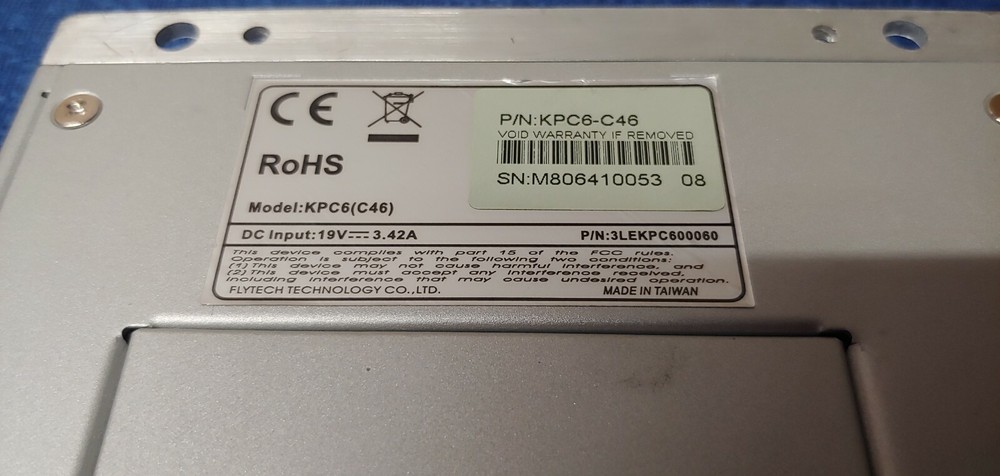 CE
RoHS
Model:KPC6(C46)
P/N:KPC6-C46
VOID WARRANTY IF REMOVED
SN:M806410053 08
DC Input:19V⎓3.42A
P/N:3LEKPC600060
This device complies with part 15 of the FCC rules.
Operation is subject to the following two conditions:
(1)This device may not cause harmful interference, and
(2)This device must accept any interference received,
including interference that may cause undesired operation.
FLYTECH TECHNOLOGY CO.,LTD.
MADE IN TAIWAN